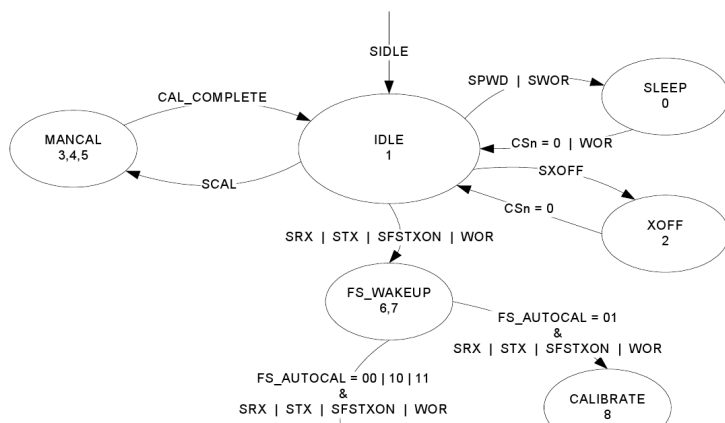 SIDLE
SPWD | SWOR
SLEEP
0
CAL_COMPLETE
MANCAL
3,4,5
IDLE
1
CSn = 0 | WOR
SCAL
SXOFF
CSn = 0
XOFF
2
SRX | STX | SFSTXON | WOR
FS_WAKEUP
6,7
FS_AUTOCAL = 01
&
SRX | STX | SFSTXON | WOR
FS_AUTOCAL = 00 | 10 | 11
&
SRX | STX | SFSTXON | WOR
CALIBRATE
8